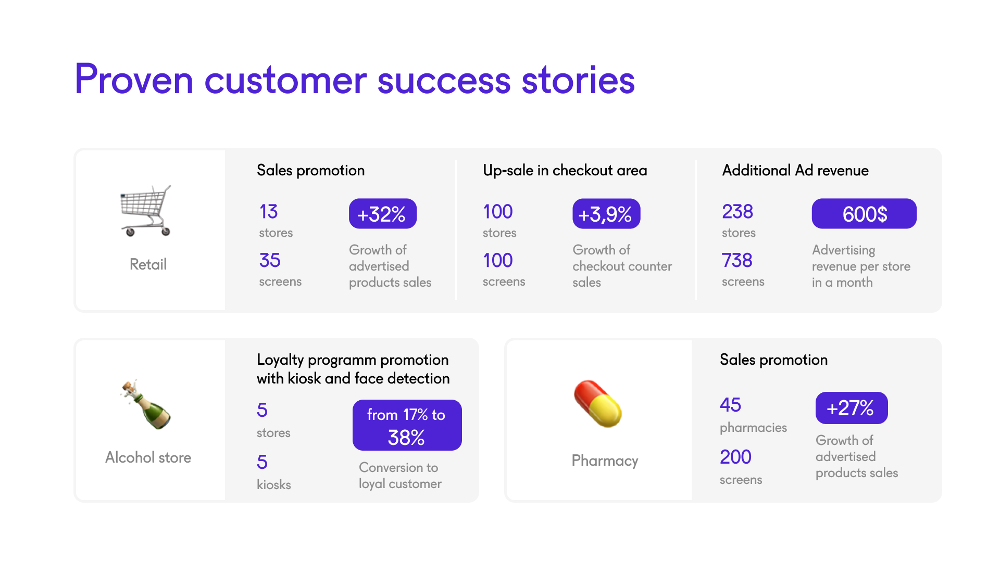 Proven customer success stories
Retail
Sales promotion
13
stores
35
screens
+32%
Growth of
advertised
products sales
Up-sale in checkout area
100
stores
100
screens
+3,9%
Growth of
checkout counter
sales
Additional Ad revenue
238
stores
738
screens
600$
Advertising
revenue per store
in a month
Alcohol store
Loyalty programm promotion
with kiosk and face detection
5
stores
5
kiosks
from 17% to
38%
Conversion to
loyal customer
Pharmacy
Sales promotion
45
pharmacies
200
screens
+27%
Growth of
advertised
products sales